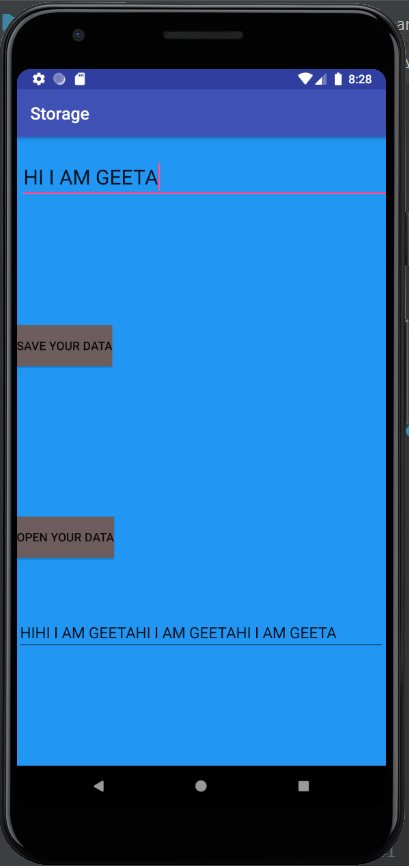 8:28
Storage
HI I AM GEETA
SAVE YOUR DATA
OPEN YOUR DATA
HIHI I AM GEETAHI I AM GEETAHI I AM GEETA